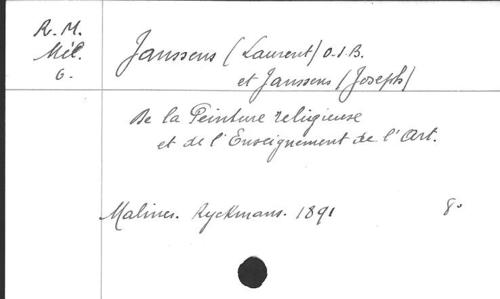 R. M.
Mél.
6.
Janssens (Laurent) O.S.B.
et Janssens (Joseph)
De la Peinture religieuse
et de l'Enseignement de l'Art.
Malines. Ryckmans. 1891 8°